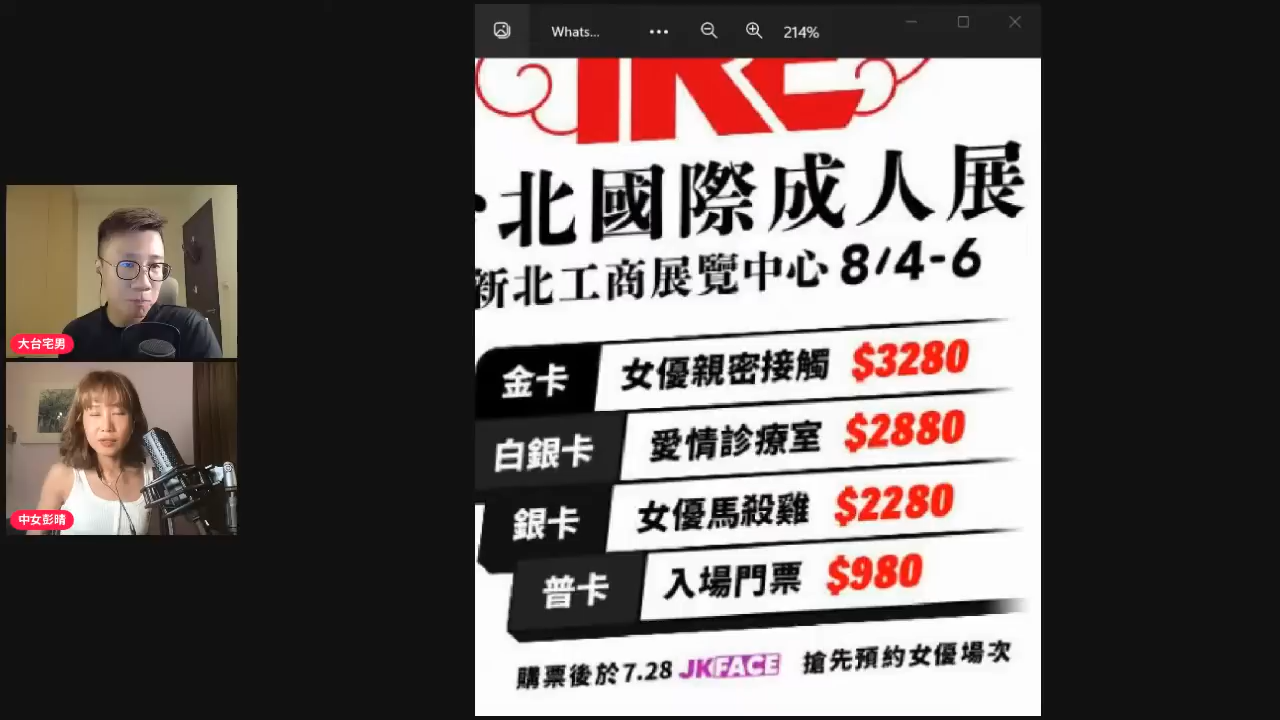 Whats...
214%
TRE
北國際成人展
新北工商展覽中心 8/4-6
金卡 女優親密接觸 $3280
白銀卡 愛情診療室 $2880
銀卡 女優馬殺雞 $2280
普卡 入場門票 $980
購票後於7.28 JKFACE 搶先預約女優場次
大台宅男
中女彭晴